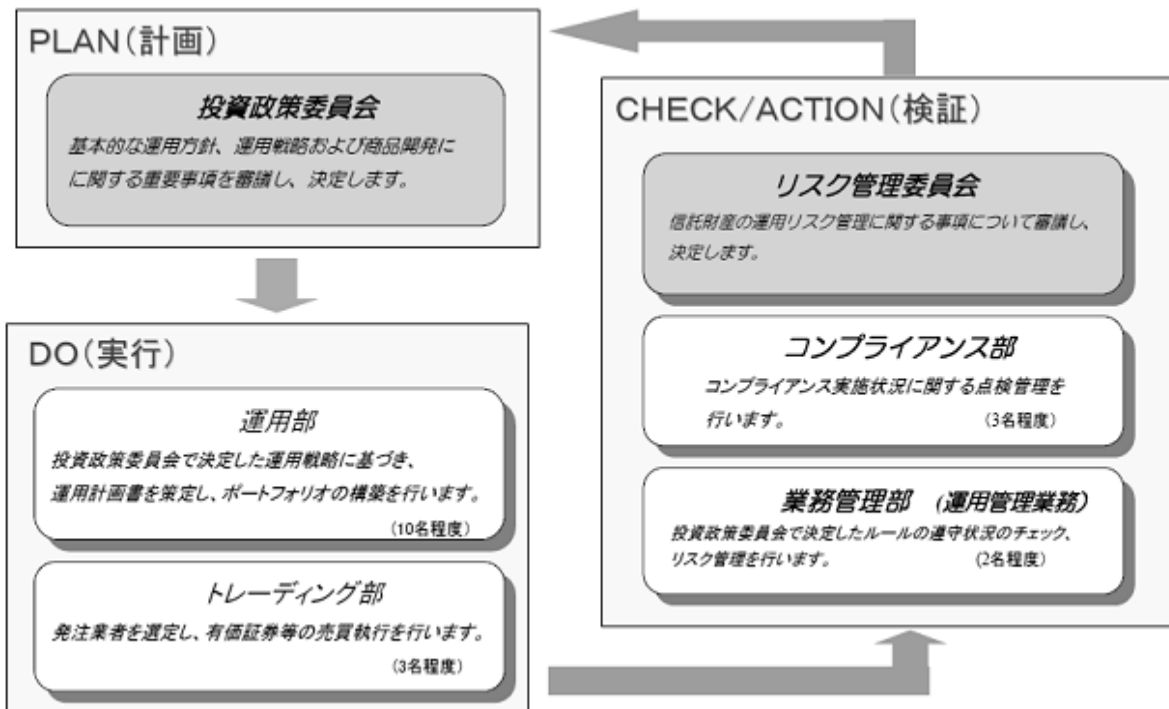 PLAN(計画)
投資政策委員会
基本的な運用方針、運用戦略および商品開発に
に関する重要事項を審議し、決定します。
DO(実行)
運用部
投資政策委員会で決定した運用戦略に基づき、
運用計画書を策定し、ポートフォリオの構築を行います。
(10名程度)
トレーディング部
発注業者を選定し、有価証券等の売買執行を行います。
(3名程度)
CHECK/ACTION(検証)
リスク管理委員会
信託財産の運用リスク管理に関する事項について審議し、
決定します。
コンプライアンス部
コンプライアンス実施状況に関する点検管理を
行います。 (3名程度)
業務管理部 (運用管理業務)
投資政策委員会で決定したルールの遵守状況のチェック、
リスク管理を行います。 (2名程度)